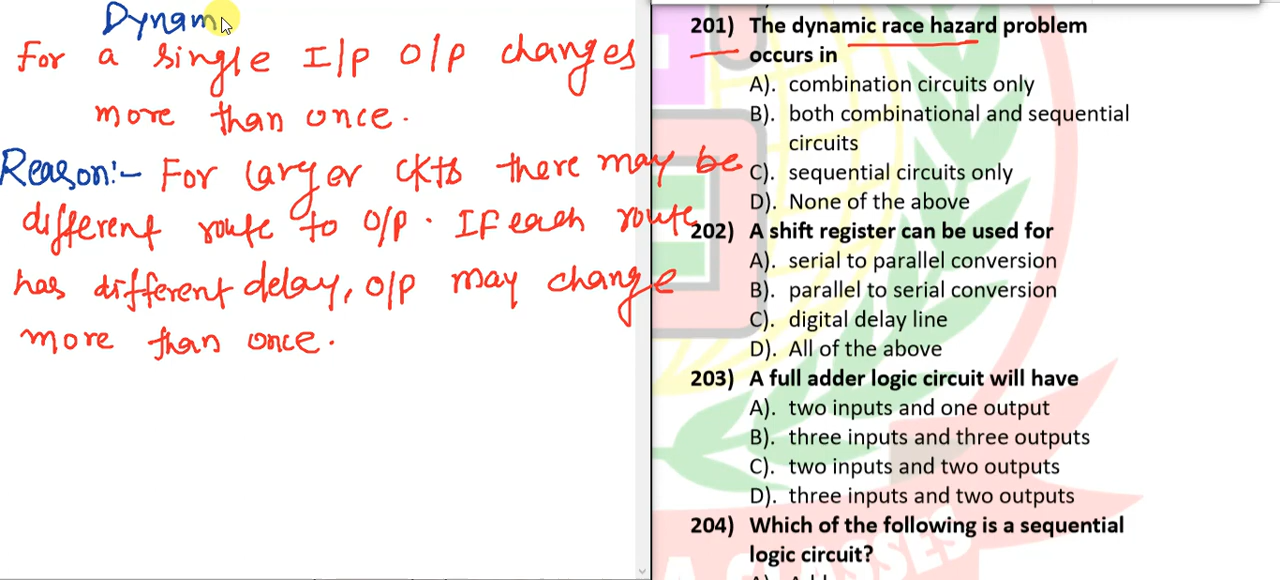 Dynam
For a single I/P O/P changes
more than once.
Reason:- For larger ckts there may be
different route to O/P. If each route
has different delay, O/P may change
more than once.
201) The dynamic race hazard problem
occurs in
A). combination circuits only
B). both combinational and sequential
circuits
C). sequential circuits only
D). None of the above
202) A shift register can be used for
A). serial to parallel conversion
B). parallel to serial conversion
C). digital delay line
D). All of the above
203) A full adder logic circuit will have
A). two inputs and one output
B). three inputs and three outputs
C). two inputs and two outputs
D). three inputs and two outputs
204) Which of the following is a sequential
logic circuit?